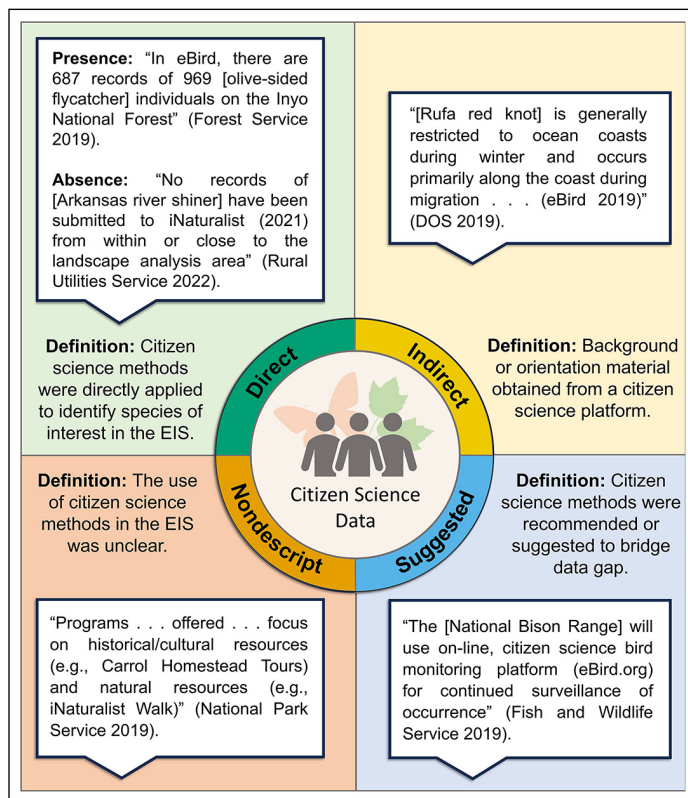 Presence: “In eBird, there are
687 records of 969 [olive-sided
flycatcher] individuals on the Inyo
National Forest” (Forest Service
2019).
Absence: “No records of
[Arkansas river shiner] have been
submitted to iNaturalist (2021)
from within or close to the
landscape analysis area” (Rural
Utilities Service 2022).
Definition: Citizen
science methods
were directly applied
to identify species of
interest in the EIS.
“[Rufa red knot] is generally
restricted to ocean coasts
during winter and occurs
primarily along the coast during
migration . . . (eBird 2019)”
(DOS 2019).
Definition: Background
or orientation material
obtained from a citizen
science platform.
Direct
Indirect
Citizen Science
Data
Nondescript
Suggested
Definition: The use
of citizen science
methods in the EIS
was unclear.
“Programs . . . offered . . . focus
on historical/cultural resources
(e.g., Carrol Homestead Tours)
and natural resources (e.g.,
iNaturalist Walk)” (National Park
Service 2019).
Definition: Citizen
science methods were
recommended or
suggested to bridge
data gap.
“The [National Bison Range] will
use on-line, citizen science bird
monitoring platform (eBird.org)
for continued surveillance of
occurrence” (Fish and Wildlife
Service 2019).